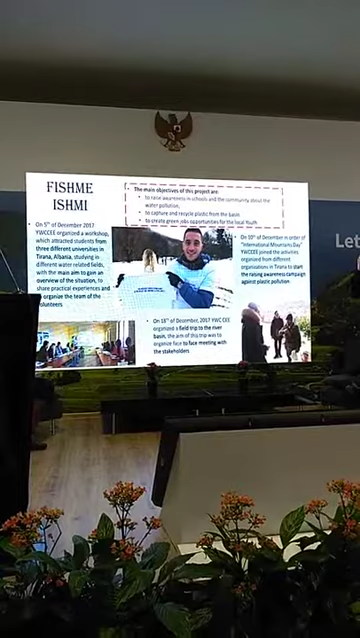 FISHME
ISHMI
The main objectives of this project are:
to raise awareness in schools and the community about the
water pollution,
to capture and recycle plastic from the basin.
to create green jobs opportunities for the local Youth
On 5th of December 2017
YWCCEE organized a workshop,
which attracted students from
three different universities in
Tirana, Albania, studying in
different water related fields,
with the main aim to gain an
overview of the situation, to
share practical experiences and
organize the team of the
volunteers
On 10th of December in order of
"International Mountains Day"
YWCEE joined the activities
organized from different
organizations in Tirana to start
the rising awareness campaign
against plastic pollution
On 18th of December, 2017 YWC CEE
organized a field trip to the river
basin, the aim of this trip was to
organize face to face meeting with
the stakeholders
Let